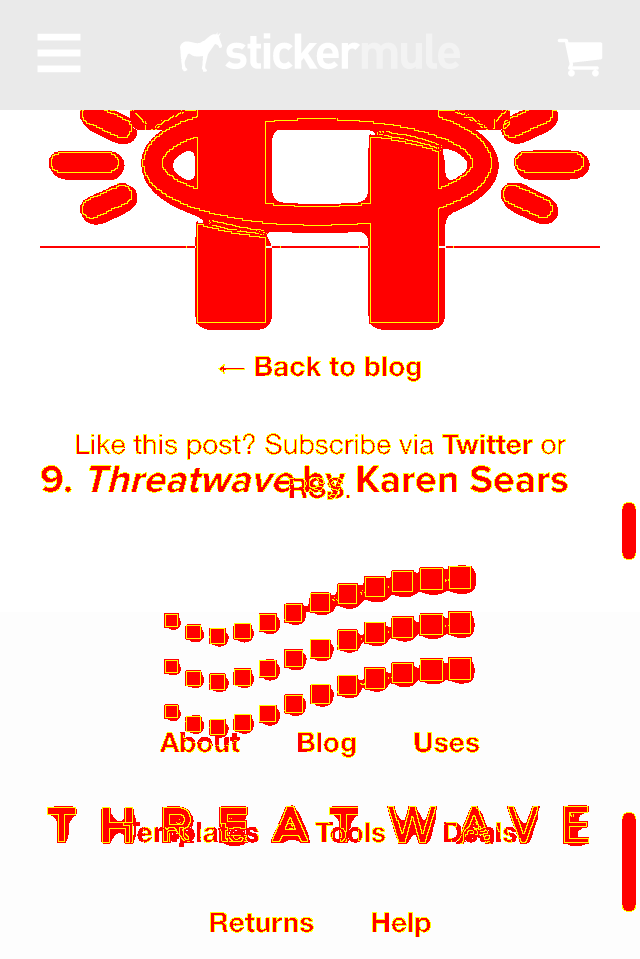 stickermule
← Back to blog
Like this post? Subscribe via Twitter or
RSS.
9. Threatwave by Karen Sears
About Blog Uses
THREATWAVE
Templates Tools Deals
Returns Help